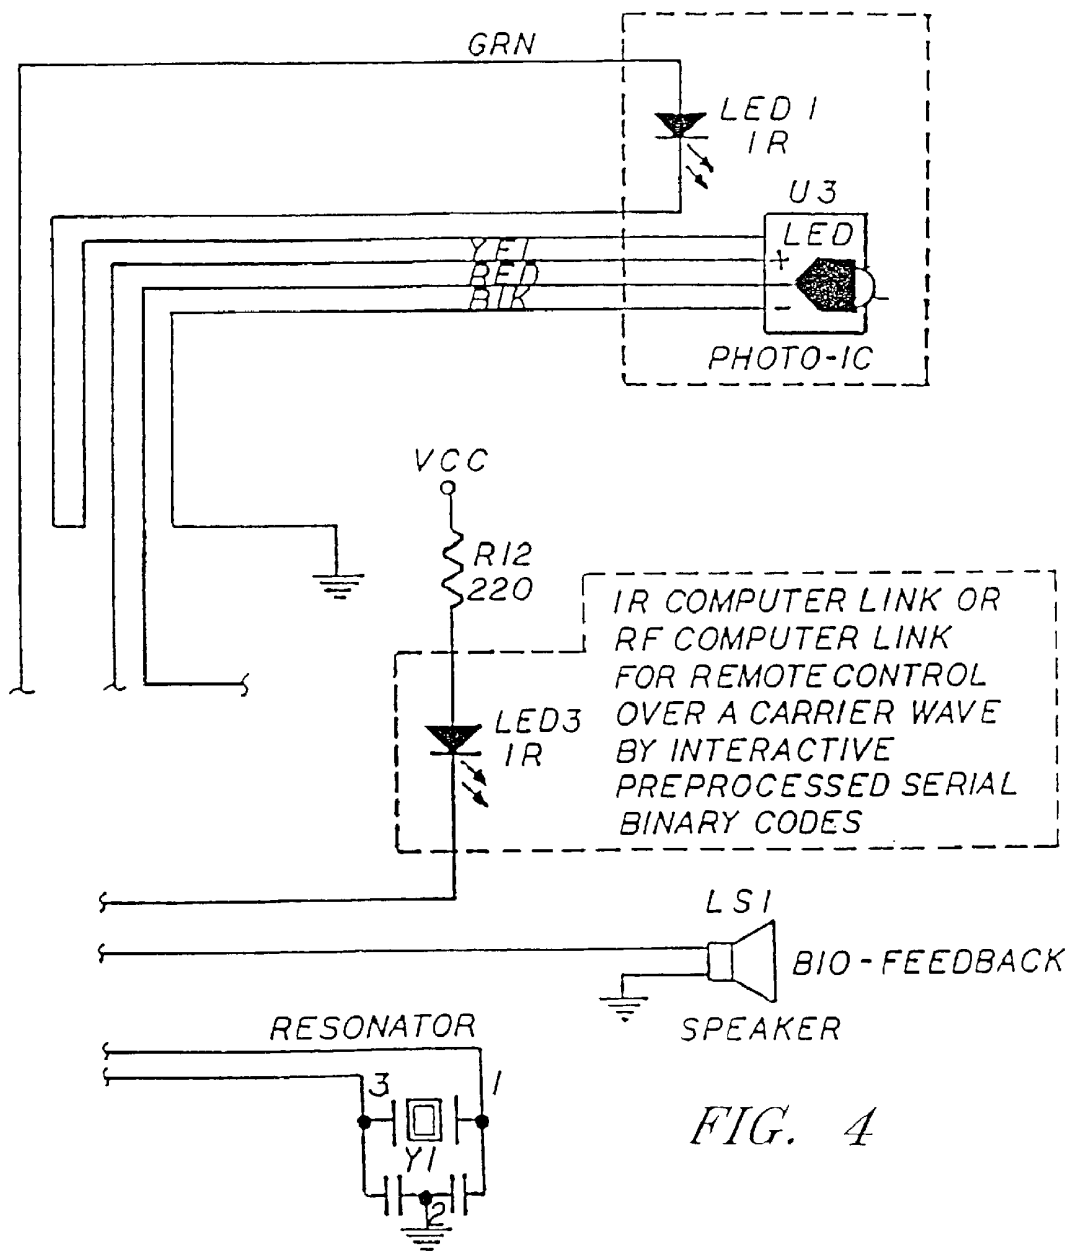 GRN
LED 1
IR
U3
LED
YEL
RED
BLK
+
-
PHOTO-IC
VCC
R12
220
IR COMPUTER LINK OR
RF COMPUTER LINK
FOR REMOTE CONTROL
OVER A CARRIER WAVE
BY INTERACTIVE
PREPROCESSED SERIAL
BINARY CODES
LED3
IR
LS1
BIO-FEEDBACK
SPEAKER
RESONATOR
3
1
Y1
2
FIG. 4